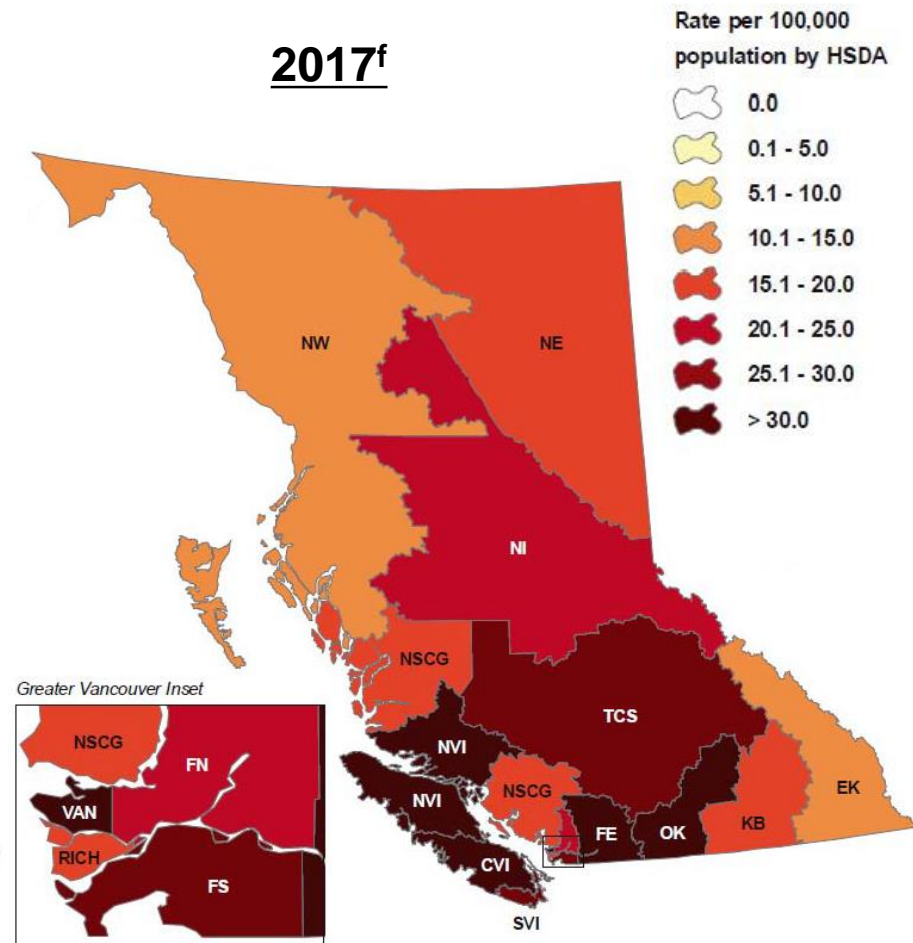 2017f
Rate per 100,000
population by HSDA
0.0
0.1 - 5.0
5.1 - 10.0
10.1 - 15.0
15.1 - 20.0
20.1 - 25.0
25.1 - 30.0
> 30.0
NW
NE
NI
NSCG
TCS
NVI
NVI
NSCG
EK
FE
OK
KB
CVI
SVI
Greater Vancouver Inset
NSCG
FN
VAN
RICH
FS